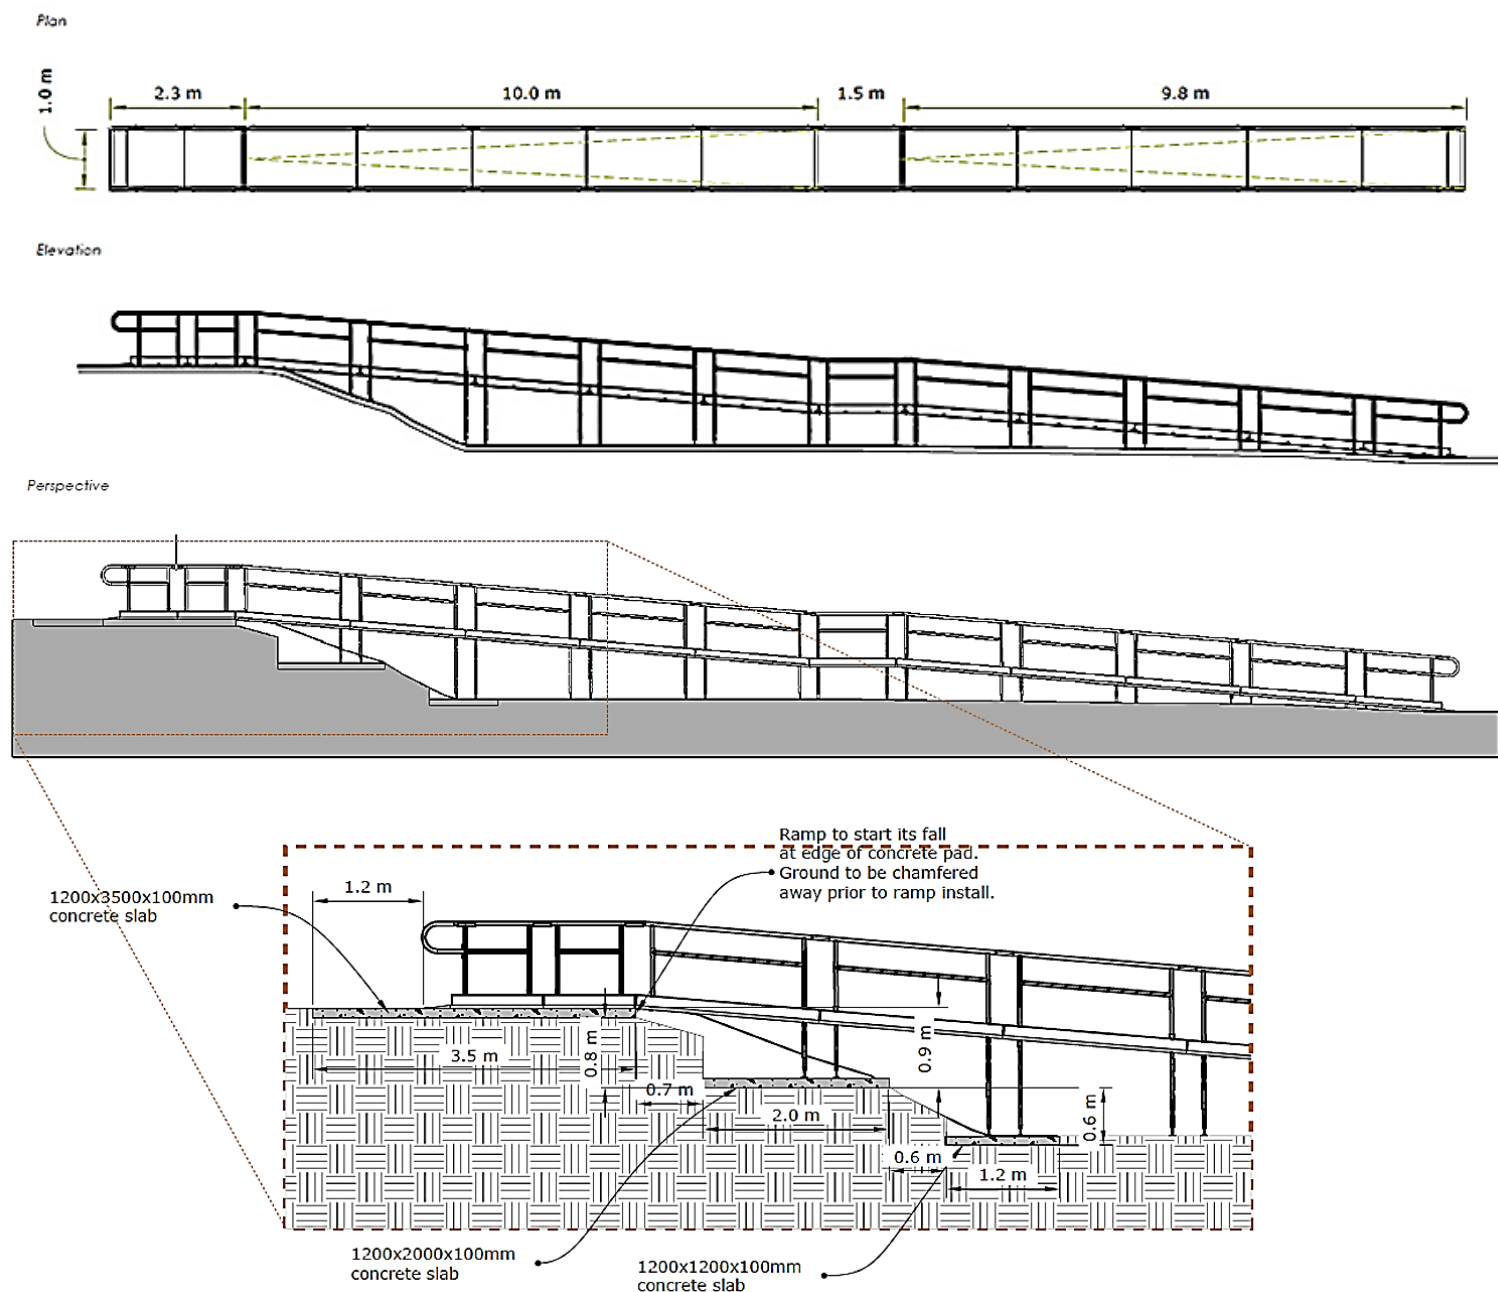 Plan
1.0 m
2.3 m
10.0 m
1.5 m
9.8 m
Elevation
Perspective
Ramp to start its fall
at edge of concrete pad.
Ground to be chamfered
away prior to ramp install.
1200x3500x100mm
concrete slab
1.2 m
3.5 m
0.8 m
0.9 m
0.7 m
2.0 m
0.6 m
0.6 m
1.2 m
1200x2000x100mm
concrete slab
1200x1200x100mm
concrete slab